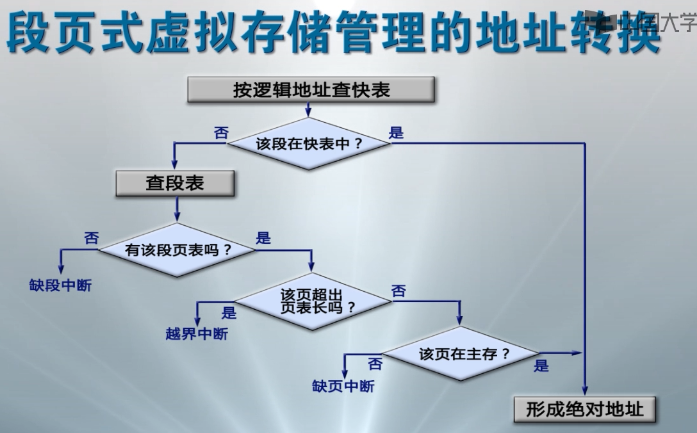 段页式虚拟存储管理的地址转换
中国大学
按逻辑地址查快表
否
该段在快表中？
是
查段表
否
有该段页表吗？
是
缺段中断
该页超出
页表长吗？
否
是
越界中断
该页在主存？
否
是
缺页中断
形成绝对地址